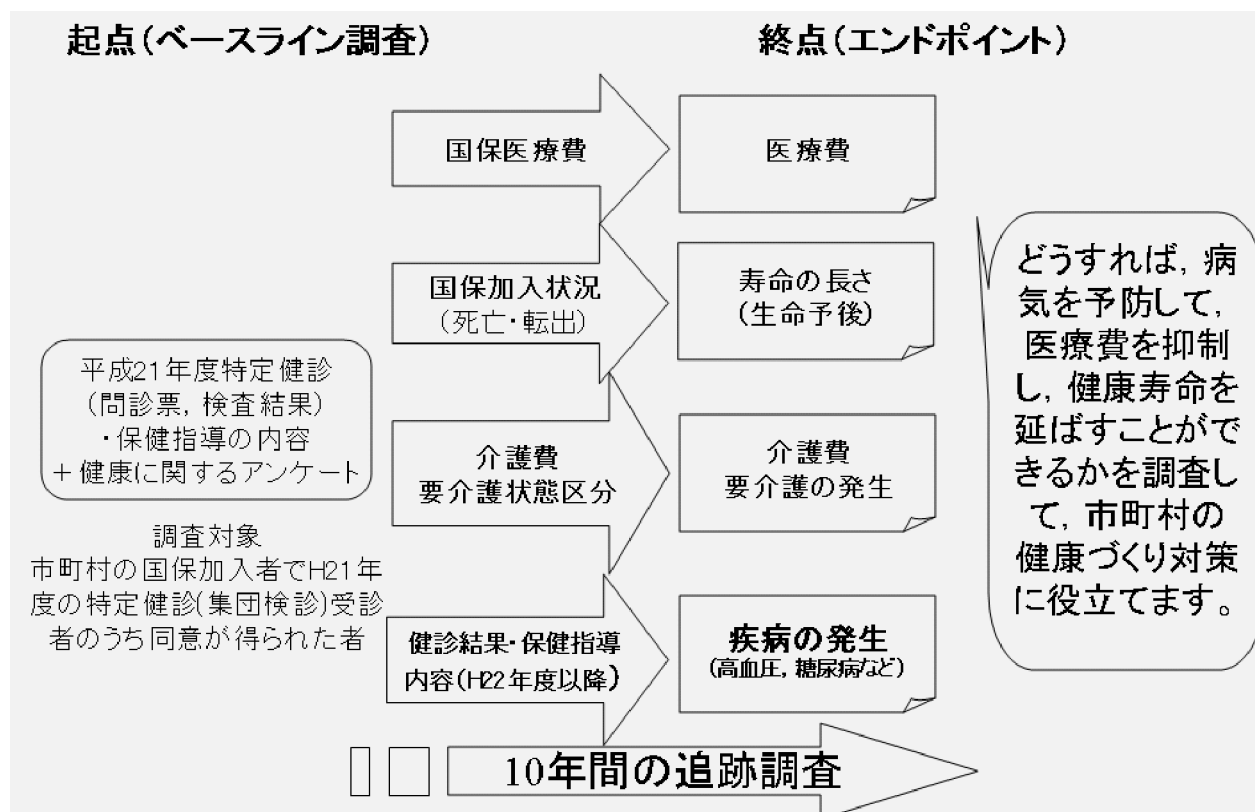 起点(ベースライン調査)
終点(エンドポイント)
国保医療費
医療費
国保加入状況
(死亡・転出)
寿命の長さ
(生命予後)
平成21年度特定健診
(問診票, 検査結果)
・保健指導の内容
+健康に関するアンケート
調査対象
市町村の国保加入者でH21年
度の特定健診(集団検診)受診
者のうち同意が得られた者
介護費
要介護状態区分
介護費
要介護の発生
健診結果・保健指導
内容(H22年度以降)
疾病の発生
(高血圧, 糖尿病など)
どうすれば, 病
気を予防して,
医療費を抑制
し, 健康寿命を
延ばすことがで
きるかを調査し
て, 市町村の
健康づくり対策
に役立てます。
10年間の追跡調査